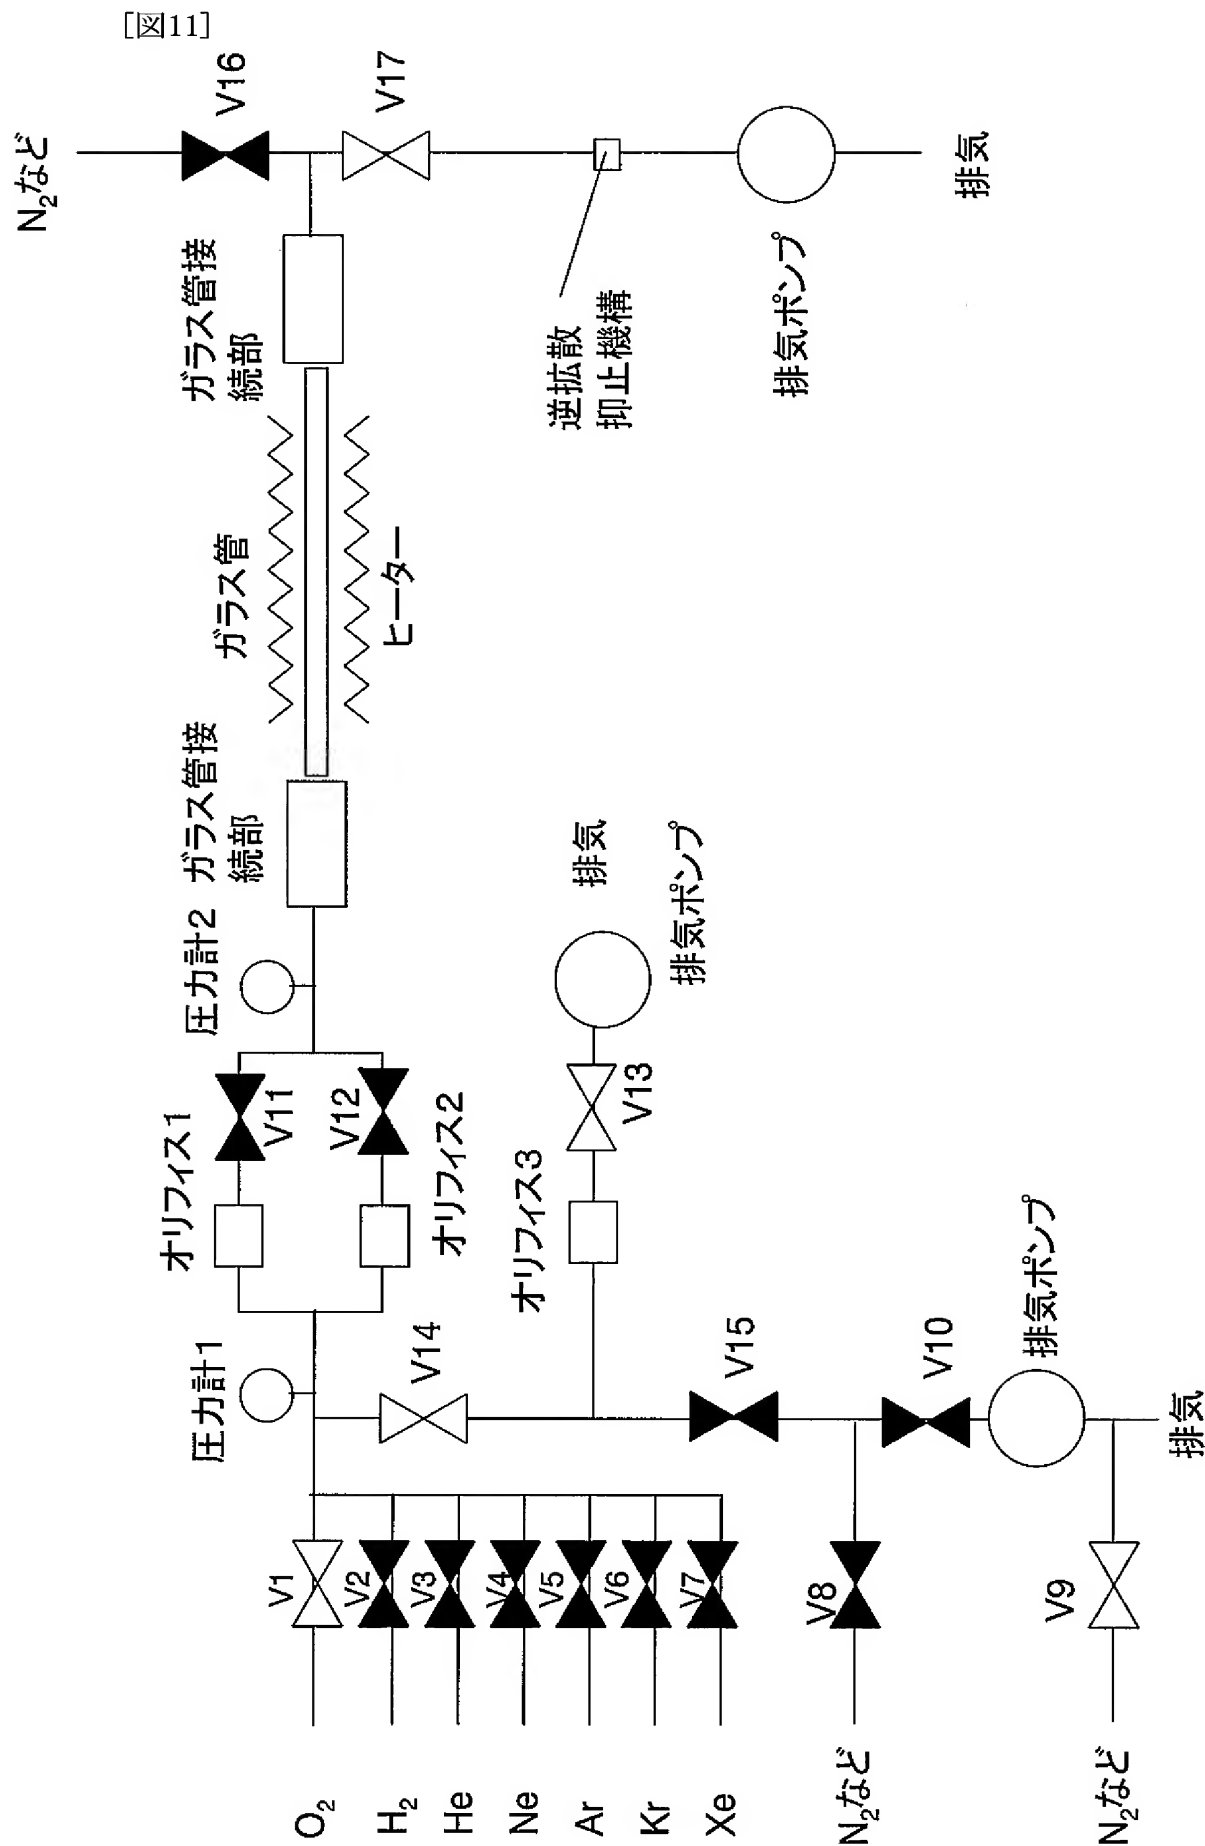 [図11]
N₂など
V16
V17
ガラス管接
続部
逆拡散
抑止機構
排気ポンプ
排気
ガラス管
ヒーター
ガラス管接
続部
圧力計2
V11
V12
オリフィス1
オリフィス2
排気
排気ポンプ
V13
オリフィス3
圧力計1
V14
V15
V10
排気ポンプ
排気
V1
V2
V3
V4
V5
V6
V7
V8
V9
O₂
H₂
He
Ne
Ar
Kr
Xe
N₂など
N₂など